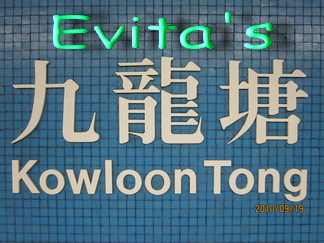 Evita's
九龍塘
Kowloon Tong
2010/09/19